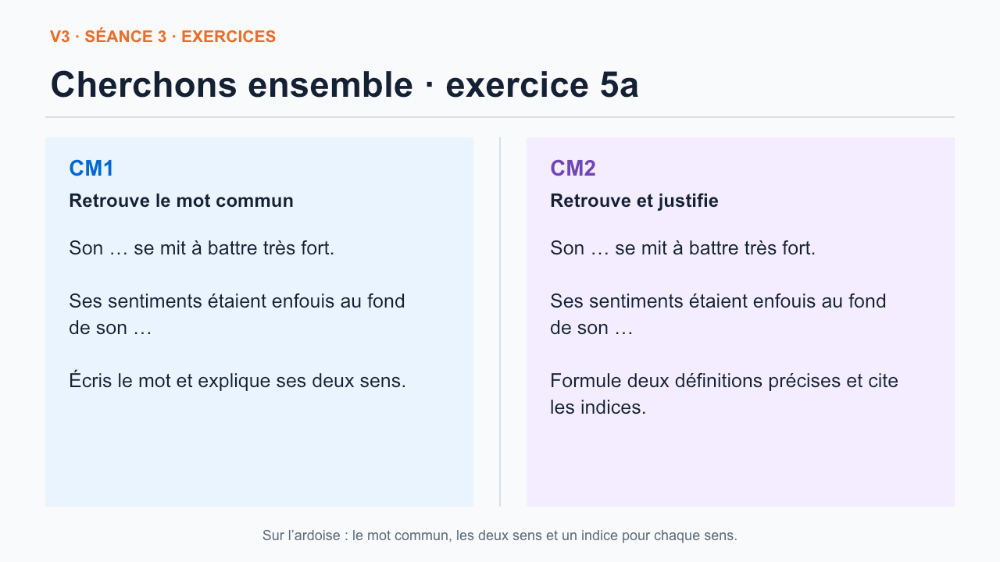 V3 · SÉANCE 3 · EXERCICES
Cherchons ensemble · exercice 5a
CM1
Retrouve le mot commun
Son … se mit à battre très fort.
Ses sentiments étaient enfouis au fond
de son …
Écris le mot et explique ses deux sens.
CM2
Retrouve et justifie
Son … se mit à battre très fort.
Ses sentiments étaient enfouis au fond
de son …
Formule deux définitions précises et cite
les indices.
Sur l’ardoise : le mot commun, les deux sens et un indice pour chaque sens.